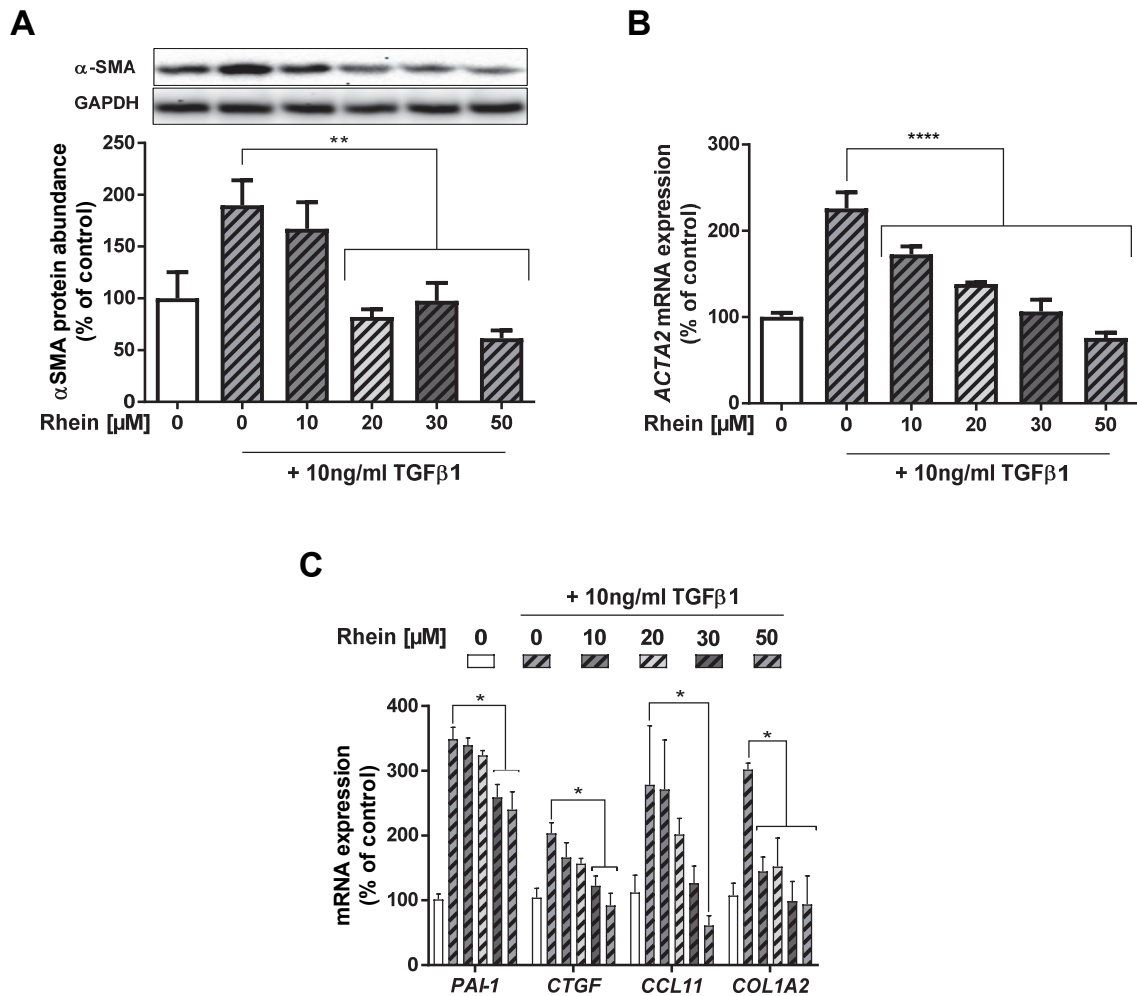 A
α-SMA
GAPDH
αSMA protein abundance
(% of control)
250
200
150
100
50
0
**
Rhein [µM] 0 0 10 20 30 50
+ 10ng/ml TGFβ1
B
ACTA2 mRNA expression
(% of control)
300
200
100
0
****
Rhein [µM] 0 0 10 20 30 50
+ 10ng/ml TGFβ1
C
+ 10ng/ml TGFβ1
Rhein [µM] 0 0 10 20 30 50
mRNA expression
(% of control)
400
300
200
100
0
* * * *
PAI-1 CTGF CCL11 COL1A2